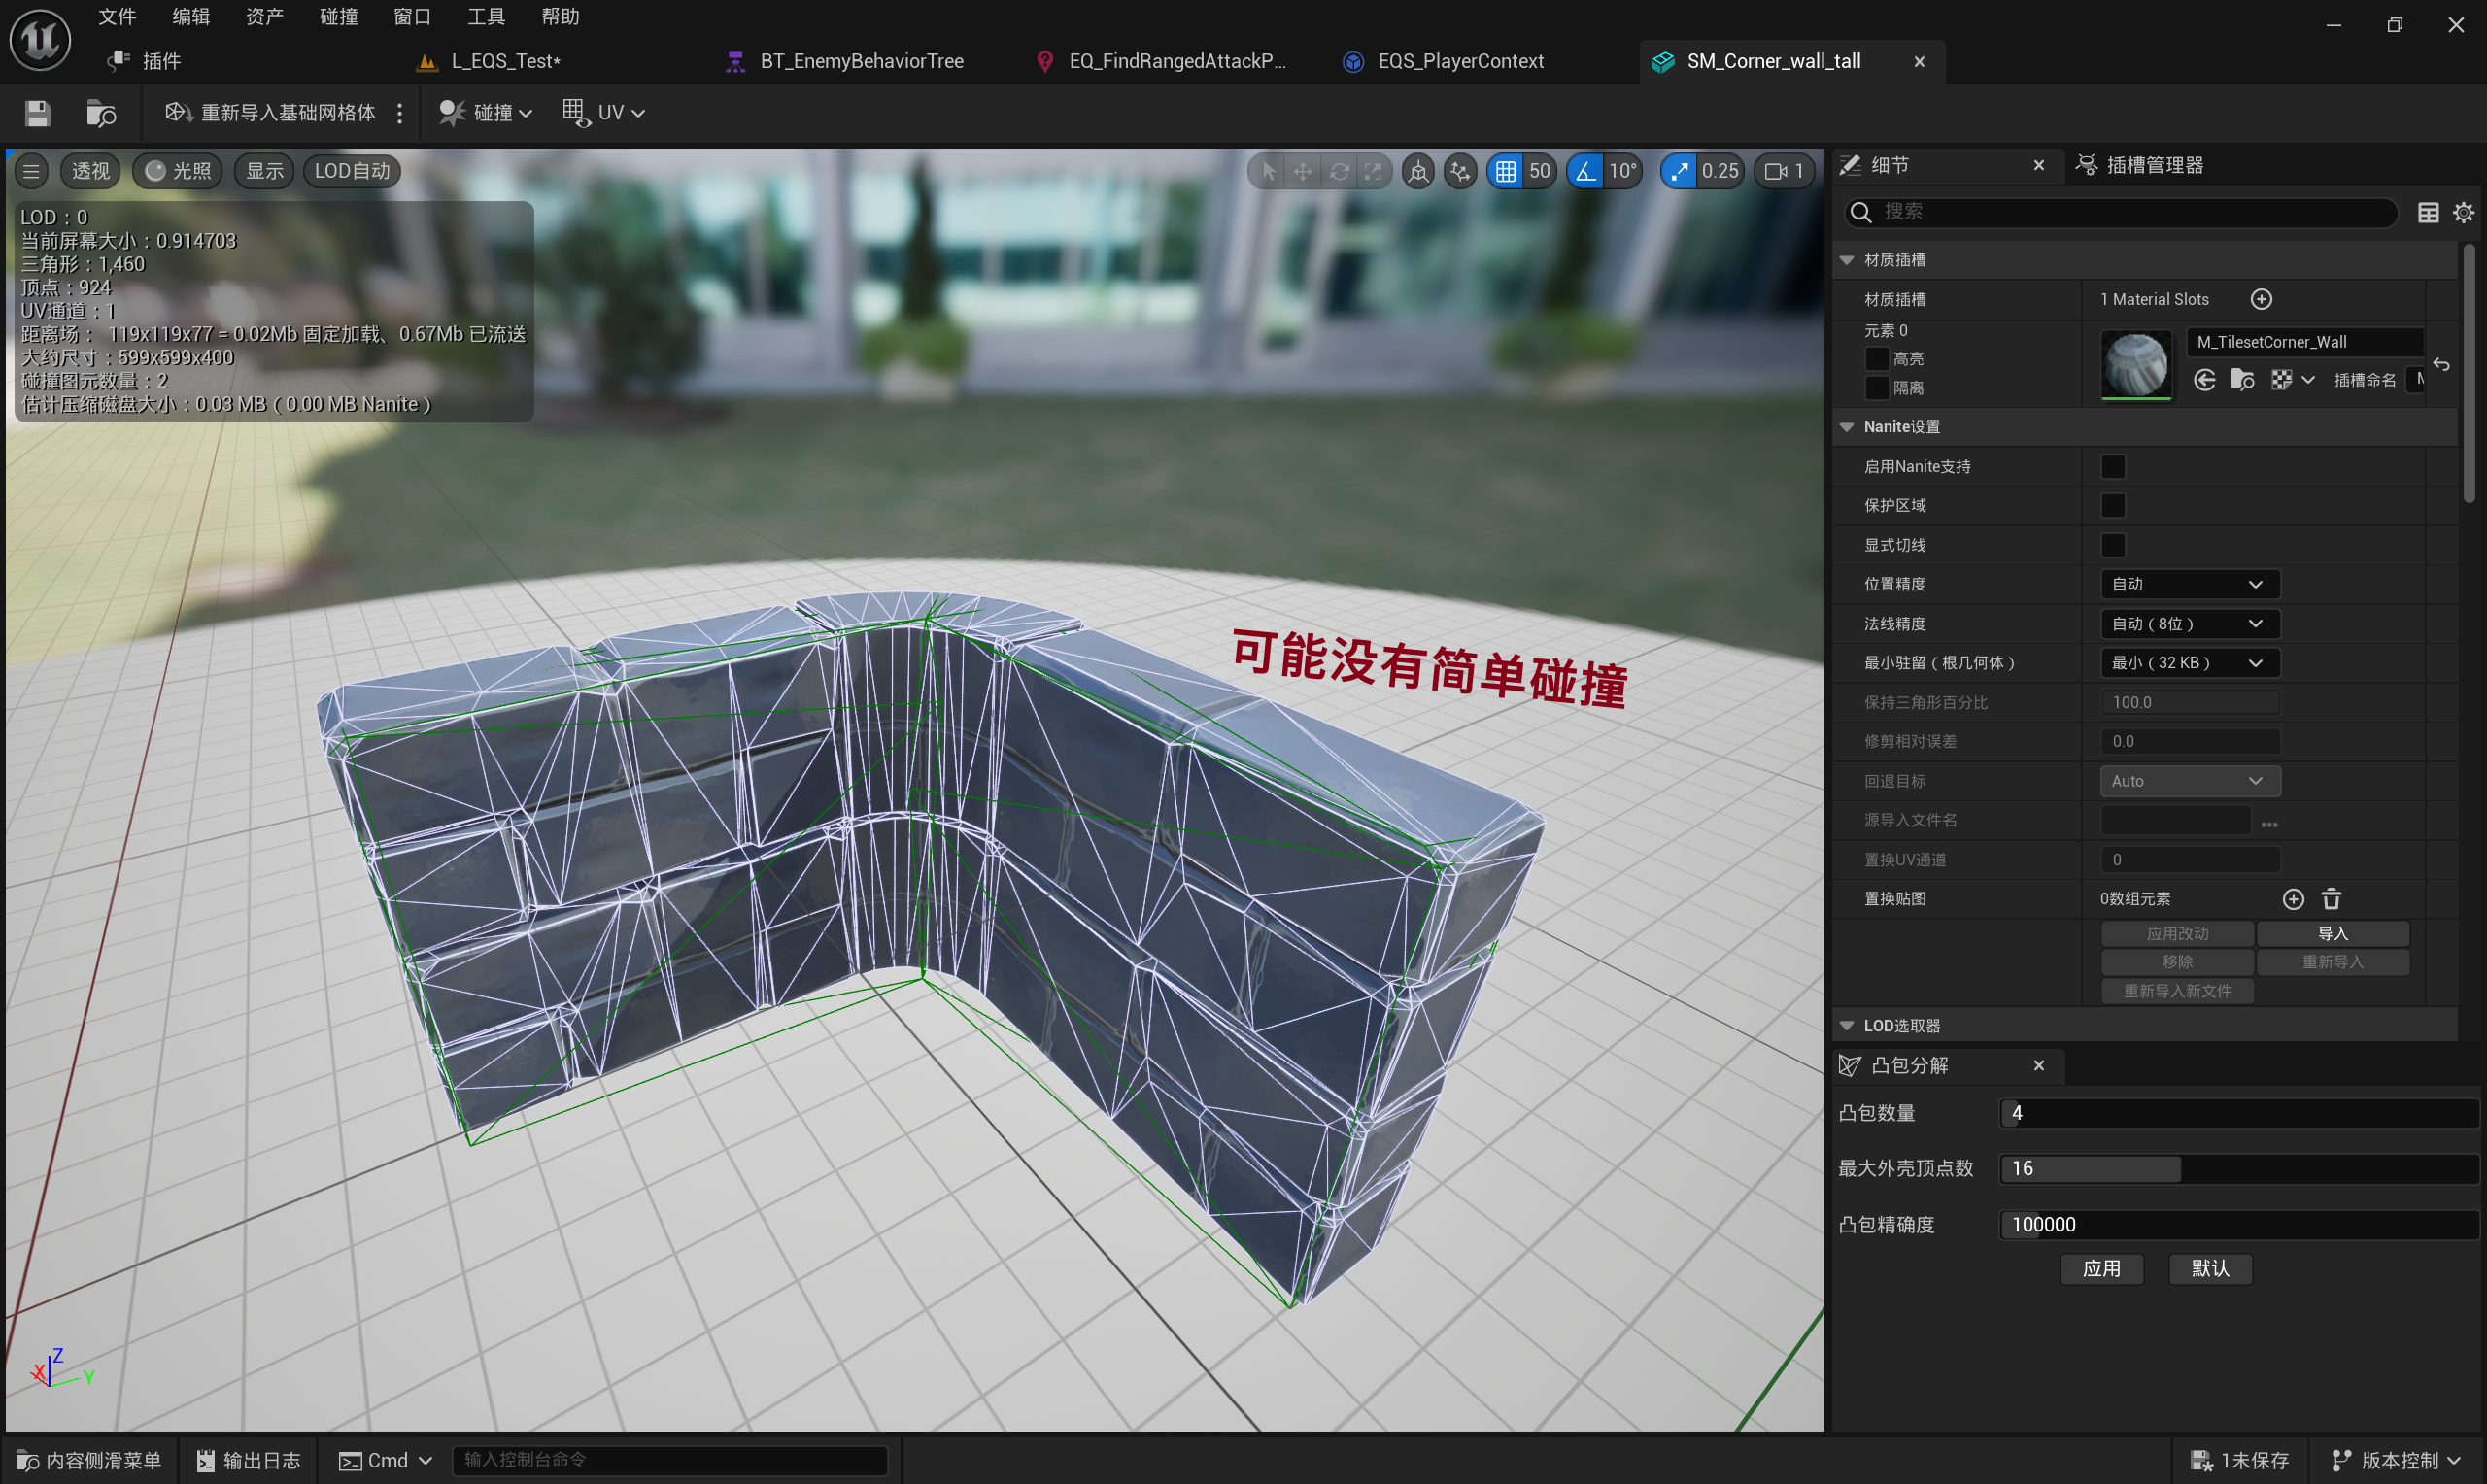 文件 编辑 资产 碰撞 窗口 工具 帮助
插件 L_EQS_Test* BT_EnemyBehaviorTree EQ_FindRangedAttackP... EQS_PlayerContext SM_Corner_wall_tall
重新导入基础网格体 碰撞 UV
透视 光照 显示 LOD自动 50 10° 0.25 1
LOD：0
当前屏幕大小：0.914703
三角形：1,460
顶点：924
UV通道：1
距离场： 119x119x77 = 0.02Mb 固定加载、0.67Mb 已流送
大约尺寸：599x599x400
碰撞图元数量：2
估计压缩磁盘大小：0.03 MB（0.00 MB Nanite）
可能没有简单碰撞
Z
X
Y
细节 插槽管理器
搜索
材质插槽
材质插槽 1 Material Slots
元素 0
高亮
隔离
M_TilesetCorner_Wall
插槽命名
Nanite设置
启用Nanite支持
保护区域
显式切线
位置精度 自动
法线精度 自动（8位）
最小驻留（根几何体） 最小（32 KB）
保持三角形百分比 100.0
修剪相对误差 0.0
回退目标 Auto
源导入文件名 ...
置换UV通道 0
置换贴图 0数组元素
应用改动 导入
移除 重新导入
重新导入新文件
LOD选取器
凸包分解
凸包数量 4
最大外壳顶点数 16
凸包精确度 100000
应用 默认
内容侧滑菜单 输出日志 Cmd 输入控制台命令 1未保存 版本控制